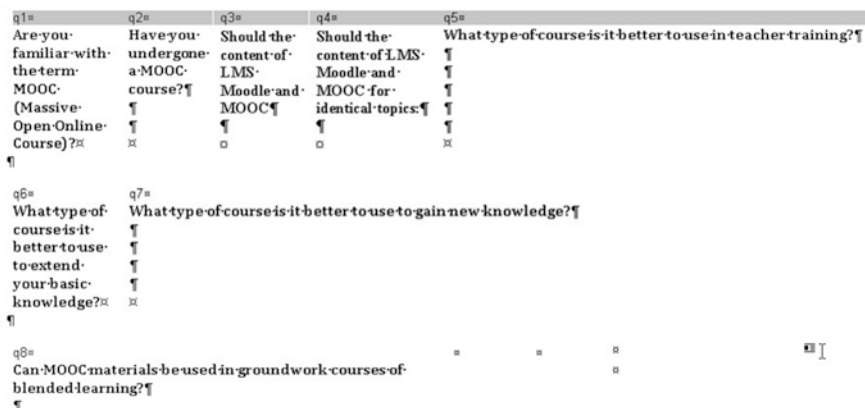 q1 q2 q3 q4 q5
Are you familiar with the term MOOC (Massive Open Online Course)?
Have you undergone a MOOC course?
Should the content of LMS Moodle and MOOC
Should the content of LMS Moodle and MOOC for identical topics:
What type of course is it better to use in teacher training?
q6 q7
What type of course is it better to use to extend your basic knowledge?
What type of course is it better to use to gain new knowledge?
q8
Can MOOC materials be used in groundwork courses of
blended learning?